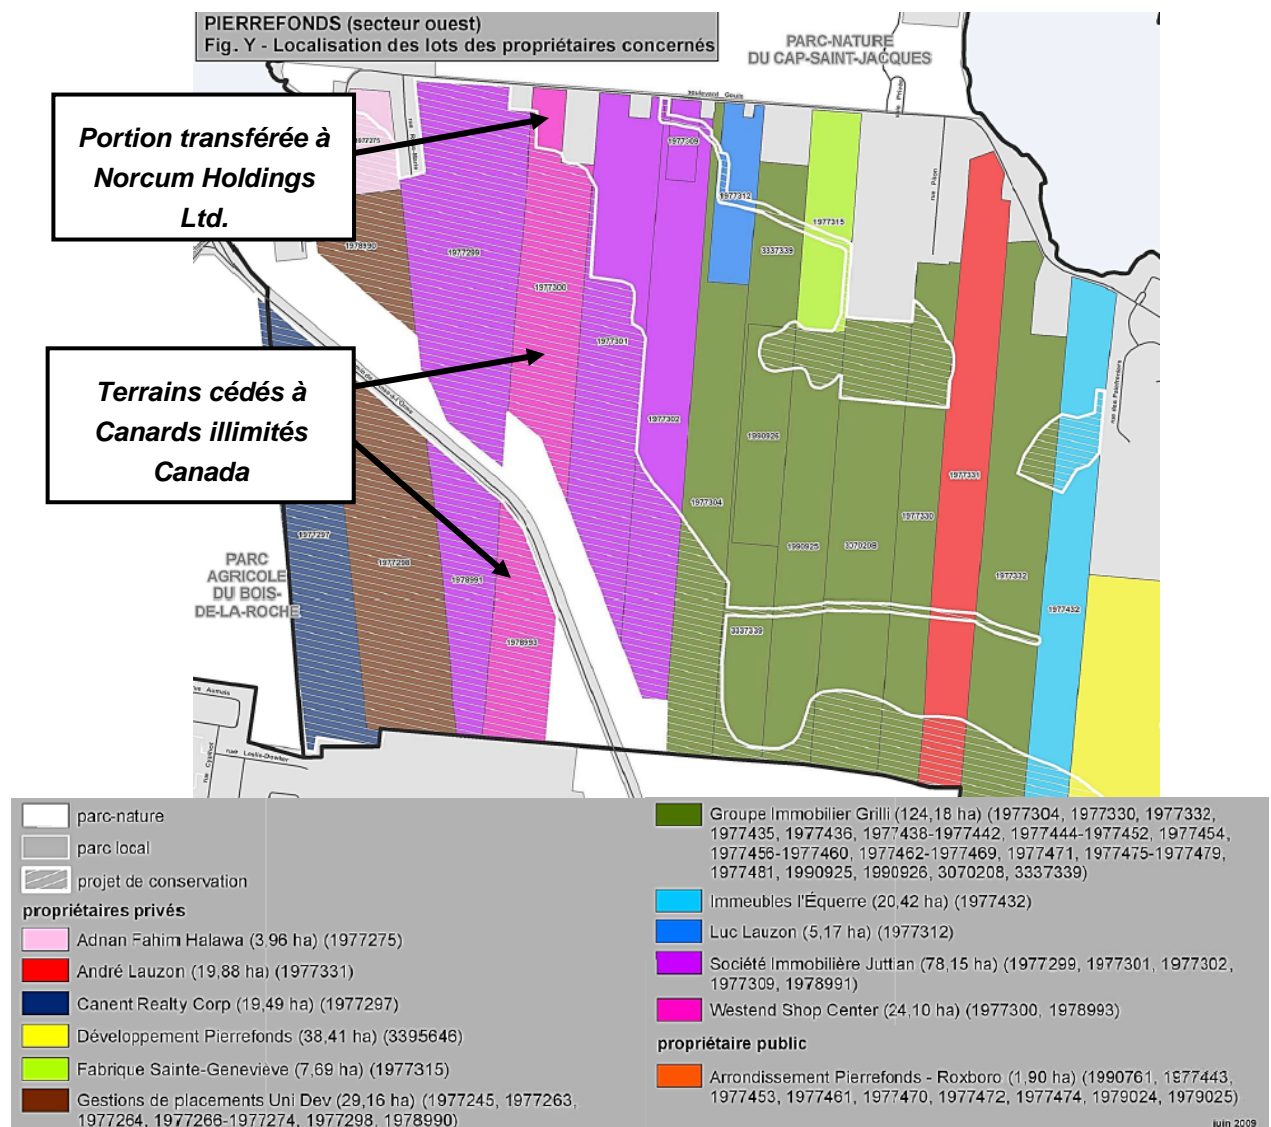 PIERREFONDS (secteur ouest)
Fig. Y - Localisation des lots des propriétaires concernés
PARC-NATURE
DU CAP-SAINT-JACQUES
boulevard Gouin
Portion transférée à
Norcum Holdings
Ltd.
1977275
1977309
1977312
1977315
rue Pilon
1978990
1977299
3337339
1977300
1977301
Terrains cédés à
Canards illimités
Canada
1977302
1990926
1977331
1977304
1977330
1977297
1990925
3070208
PARC
AGRICOLE
DU BOIS-
DE-LA-ROCHE
1977298
1978991
1977332
1977432
3337339
1978993
rue Aumais
rue Leslie-Dowker
parc-nature
parc local
projet de conservation
propriétaires privés
Adnan Fahim Halawa (3,96 ha) (1977275)
André Lauzon (19,88 ha) (1977331)
Canent Realty Corp (19,49 ha) (1977297)
Développement Pierrefonds (38,41 ha) (3395646)
Fabrique Sainte-Geneviève (7,69 ha) (1977315)
Gestions de placements Uni Dev (29,16 ha) (1977245, 1977263,
1977264, 1977266-1977274, 1977298, 1978990)
Groupe Immobilier Grilli (124,18 ha) (1977304, 1977330, 1977332,
1977435, 1977436, 1977438-1977442, 1977444-1977452, 1977454,
1977456-1977460, 1977462-1977469, 1977471, 1977475-1977479,
1977481, 1990925, 1990926, 3070208, 3337339)
Immeubles l'Équerre (20,42 ha) (1977432)
Luc Lauzon (5,17 ha) (1977312)
Société Immobilière Juttian (78,15 ha) (1977299, 1977301, 1977302,
1977309, 1978991)
Westend Shop Center (24,10 ha) (1977300, 1978993)
propriétaire public
Arrondissement Pierrefonds - Roxboro (1,90 ha) (1990761, 1977443,
1977453, 1977461, 1977470, 1977472, 1977474, 1979024, 1979025)
juin 2009